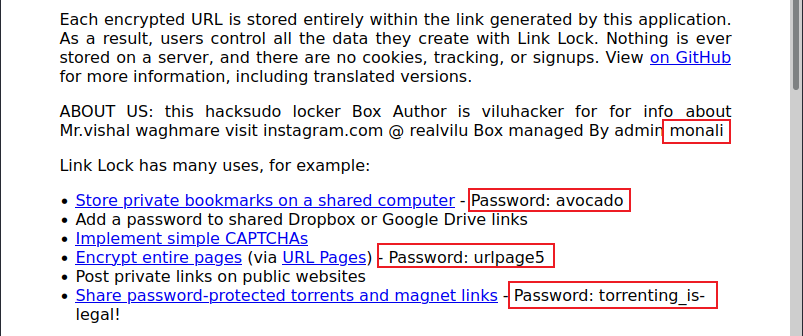 Each encrypted URL is stored entirely within the link generated by this application.
As a result, users control all the data they create with Link Lock. Nothing is ever
stored on a server, and there are no cookies, tracking, or signups. View on GitHub
for more information, including translated versions.
ABOUT US: this hacksudo locker Box Author is viluhacker for for info about
Mr.vishal waghmare visit instagram.com @ realvilu Box managed By admin monali
Link Lock has many uses, for example:
• Store private bookmarks on a shared computer - Password: avocado
• Add a password to shared Dropbox or Google Drive links
• Implement simple CAPTCHAs
• Encrypt entire pages (via URL Pages) - Password: urlpage5
• Post private links on public websites
• Share password-protected torrents and magnet links - Password: torrenting_is-
legal!